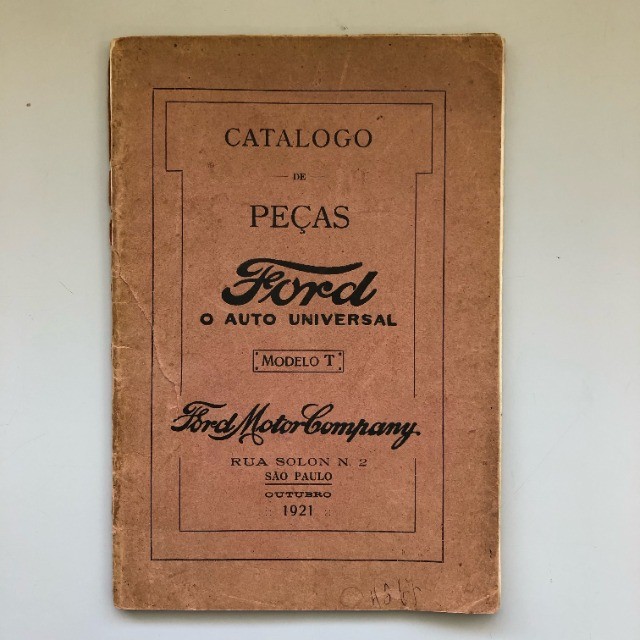 CATALOGO
DE
PEÇAS
Ford
O AUTO UNIVERSAL
MODELO T
Ford Motor Company
RUA SOLON N. 2
SÃO PAULO
OUTUBRO
1921